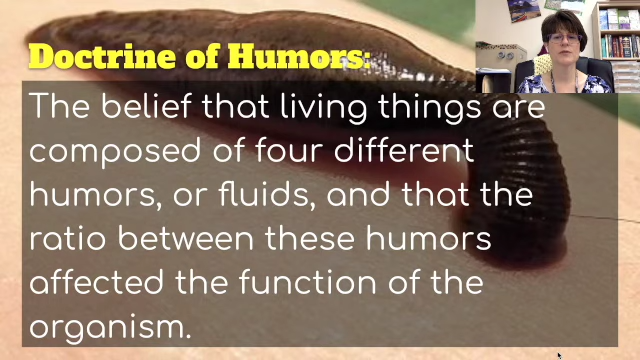 Doctrine of Humors:
The belief that living things are
composed of four different
humors, or fluids, and that the
ratio between these humors
affected the function of the
organism.